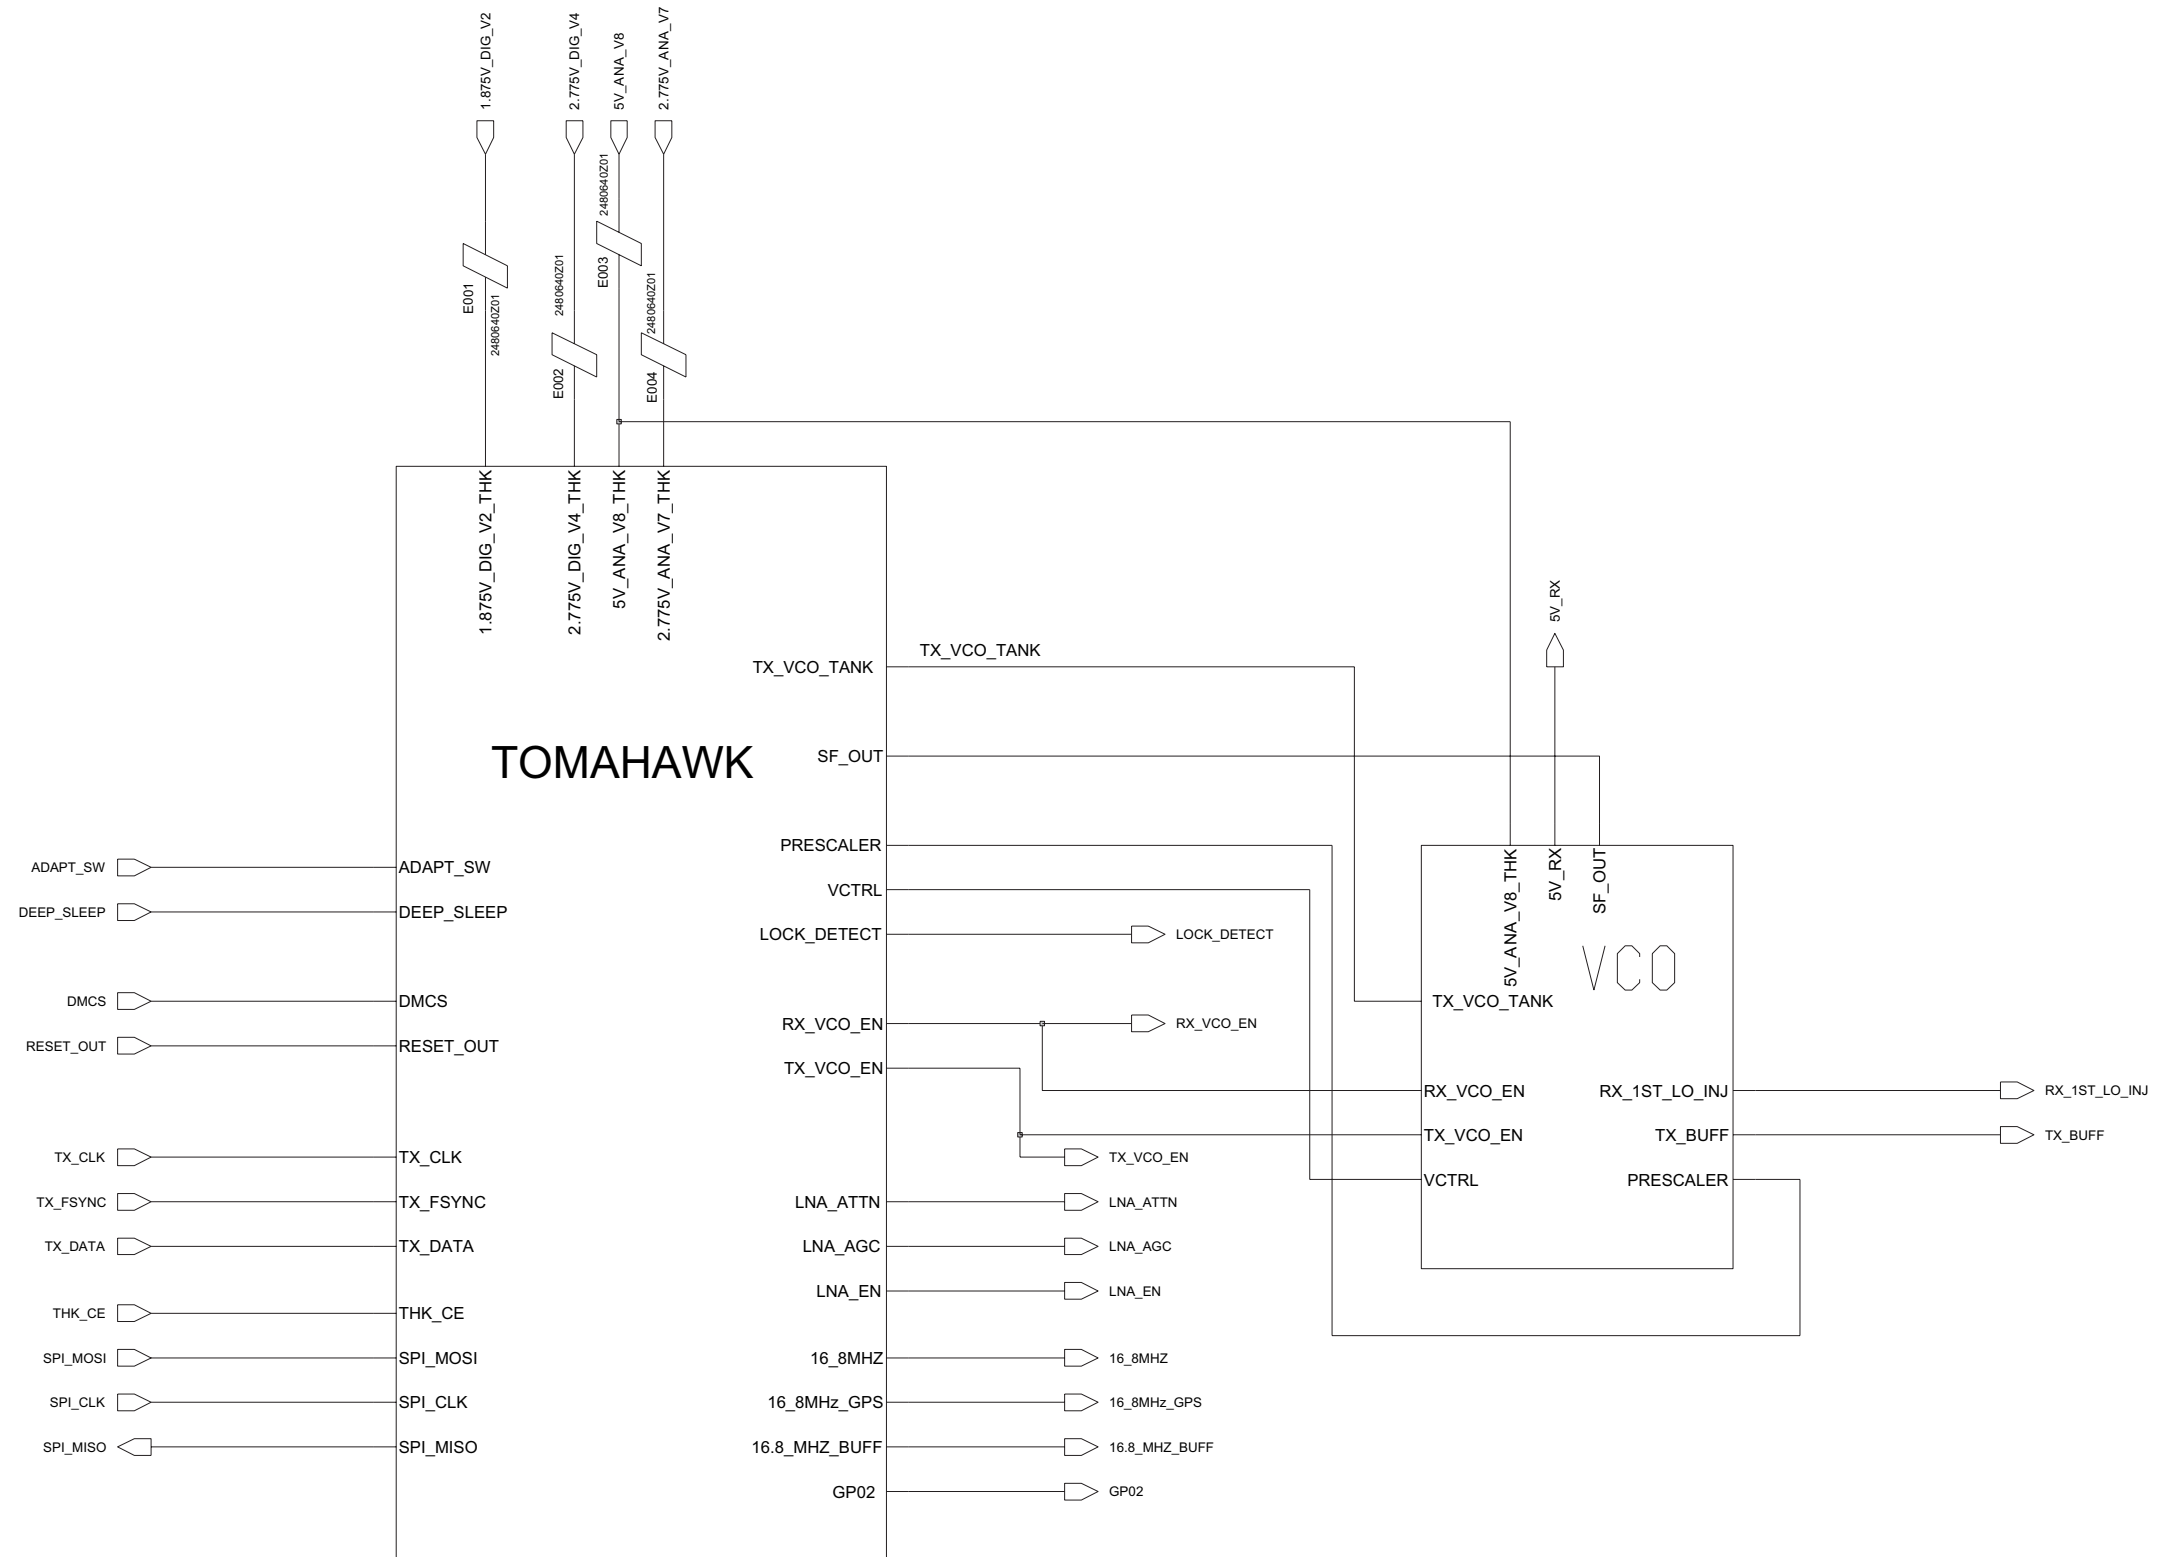 1.875V_DIG_V2
2.775V_DIG_V4
5V_ANA_V8
2.775V_ANA_V7
E001
2480640Z01
E002
2480640Z01
E003
2480640Z01
E004
2480640Z01
1.875V_DIG_V2_THK
2.775V_DIG_V4_THK
5V_ANA_V8_THK
2.775V_ANA_V7_THK
TOMAHAWK
ADAPT_SW
ADAPT_SW
DEEP_SLEEP
DEEP_SLEEP
DMCS
DMCS
RESET_OUT
RESET_OUT
TX_CLK
TX_CLK
TX_FSYNC
TX_FSYNC
TX_DATA
TX_DATA
THK_CE
THK_CE
SPI_MOSI
SPI_MOSI
SPI_CLK
SPI_CLK
SPI_MISO
SPI_MISO
TX_VCO_TANK
TX_VCO_TANK
SF_OUT
PRESCALER
VCTRL
LOCK_DETECT
LOCK_DETECT
RX_VCO_EN
RX_VCO_EN
TX_VCO_EN
TX_VCO_EN
LNA_ATTN
LNA_ATTN
LNA_AGC
LNA_AGC
LNA_EN
LNA_EN
16_8MHZ
16_8MHZ
16_8MHz_GPS
16_8MHz_GPS
16.8_MHZ_BUFF
16.8_MHZ_BUFF
GP02
GP02
5V_RX
5V_ANA_V8_THK
5V_RX
SF_OUT
VCO
TX_VCO_TANK
RX_VCO_EN
TX_VCO_EN
VCTRL
RX_1ST_LO_INJ
RX_1ST_LO_INJ
TX_BUFF
TX_BUFF
PRESCALER